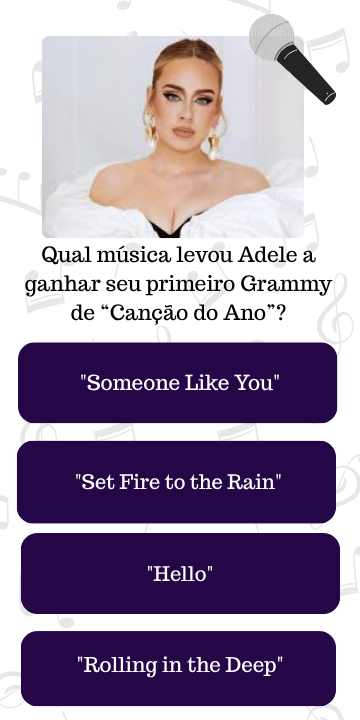 Qual música levou Adele a
ganhar seu primeiro Grammy
de “Canção do Ano”?
"Someone Like You"
"Set Fire to the Rain"
"Hello"
"Rolling in the Deep"